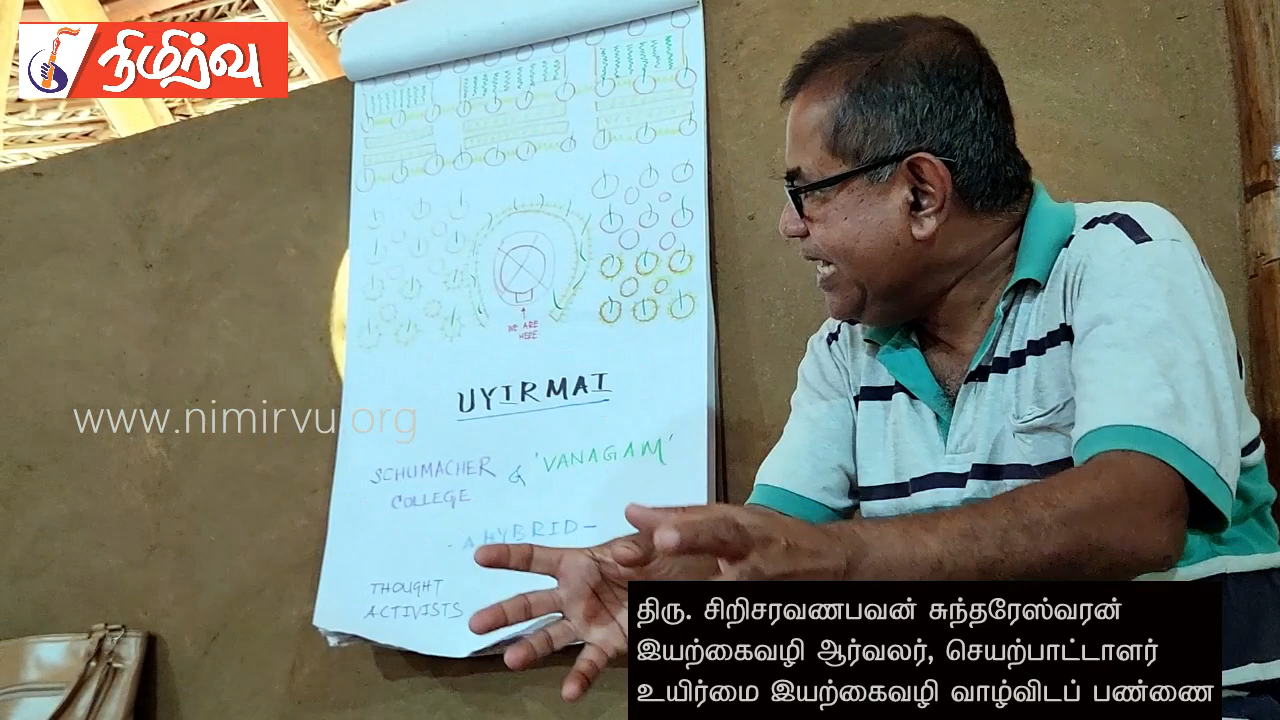 நிமிர்வு
WE ARE
HERE
UYIRMAI
www.nimirvu.org
SCHUMACHER
COLLEGE
& 'VANAGAM'
- A HYBRID -
THOUGHT
ACTIVISTS
திரு. சிறிசரவணபவன் சுந்தரேஸ்வரன்
இயற்கைவழி ஆர்வலர், செயற்பாட்டாளர்
உயிர்மை இயற்கைவழி வாழ்விடப் பண்ணை